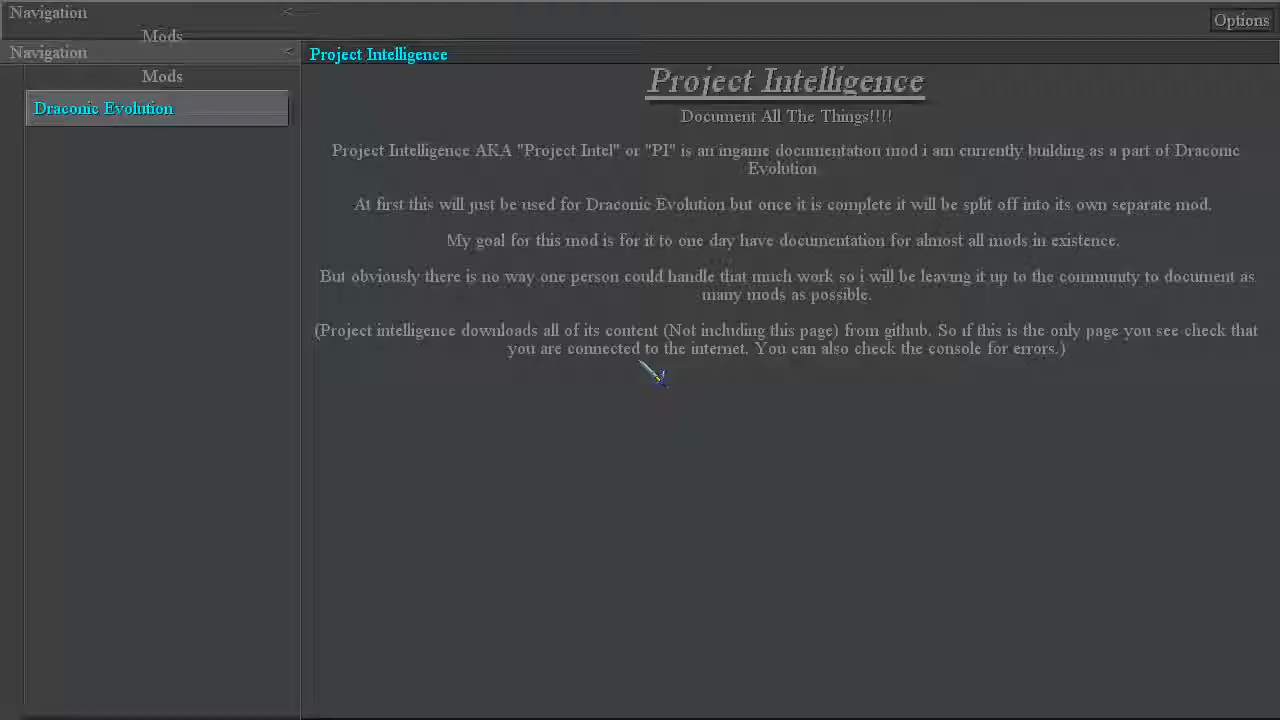 Navigation <
Options
Mods
Navigation <
Project Intelligence
Mods
Draconic Evolution
Project Intelligence
Document All The Things!!!!
Project Intelligence AKA "Project Intel" or "PI" is an ingame documentation mod i am currently building as a part of Draconic
Evolution
At first this will just be used for Draconic Evolution but once it is complete it will be split off into its own separate mod.
My goal for this mod is for it to one day have documentation for almost all mods in existence.
But obviously there is no way one person could handle that much work so i will be leaving it up to the community to document as
many mods as possible.
(Project intelligence downloads all of its content (Not including this page) from github. So if this is the only page you see check that
you are connected to the internet. You can also check the console for errors.)